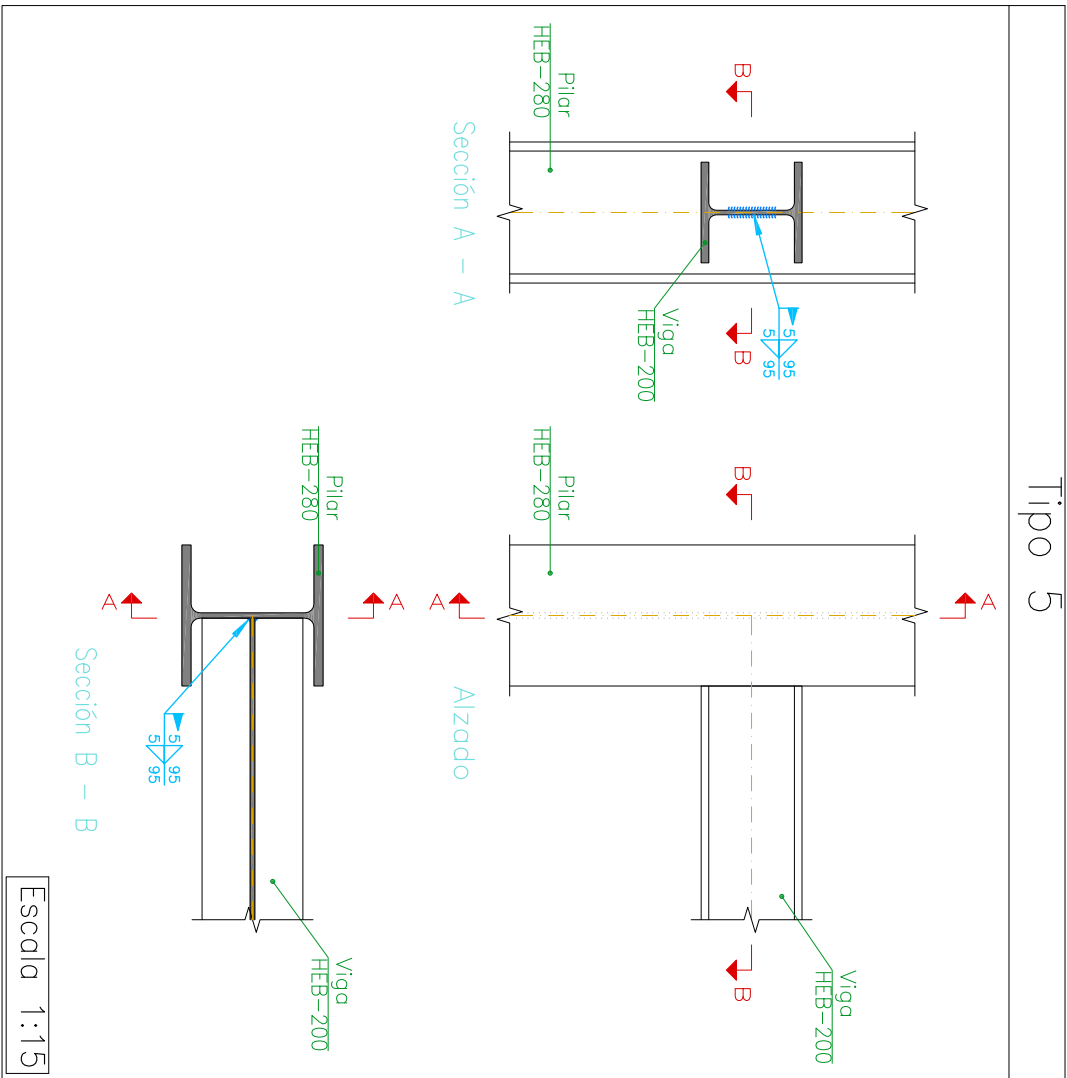 Tipo 5
B
B
5 95
5 95
Viga
HEB-200
Pilar
HEB-280
Sección A - A
A
Viga
HEB-200
B
B
Pilar
HEB-280
A
Alzado
A
Viga
HEB-200
Pilar
HEB-280
5 95
5 95
A
Sección B - B
Escala 1:15